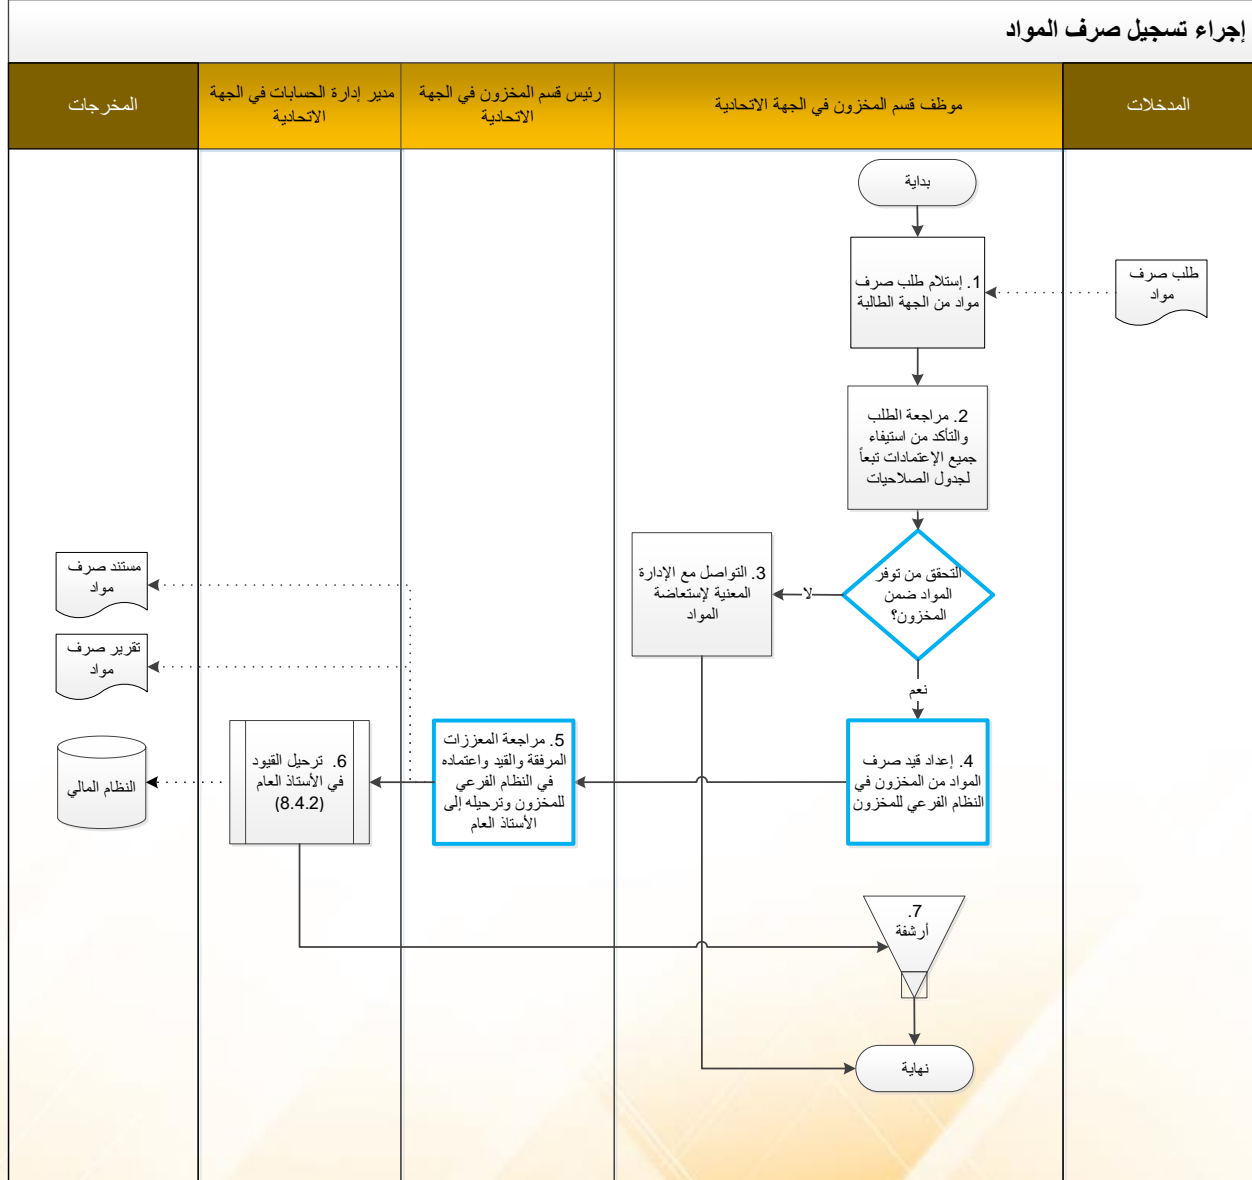 إجراء تسجيل صرف المواد
المدخلات
موظف قسم المخزون في الجهة الاتحادية
رئيس قسم المخزون في الجهة
الاتحادية
مدير إدارة الحسابات في الجهة
الاتحادية
المخرجات
بداية
طلب صرف
مواد
1. إستلام طلب صرف
مواد من الجهة الطالبة
2. مراجعة الطلب
والتأكد من استيفاء
جميع الإعتمادات تبعاً
لجدول الصلاحيات
التحقق من توفر
المواد ضمن
المخزون؟
لا
3. التواصل مع الإدارة
المعنية لإستعاضة
المواد
نعم
4. إعداد قيد صرف
المواد من المخزون في
النظام الفرعي للمخزون
5. مراجعة المعززات
المرفقة والقيد واعتماده
في النظام الفرعي
للمخزون وترحيله إلى
الأستاذ العام
6. ترحيل القيود
في الأستاذ العام
(8.4.2)
مستند صرف
مواد
تقرير صرف
مواد
النظام المالي
7.
أرشفة
نهاية